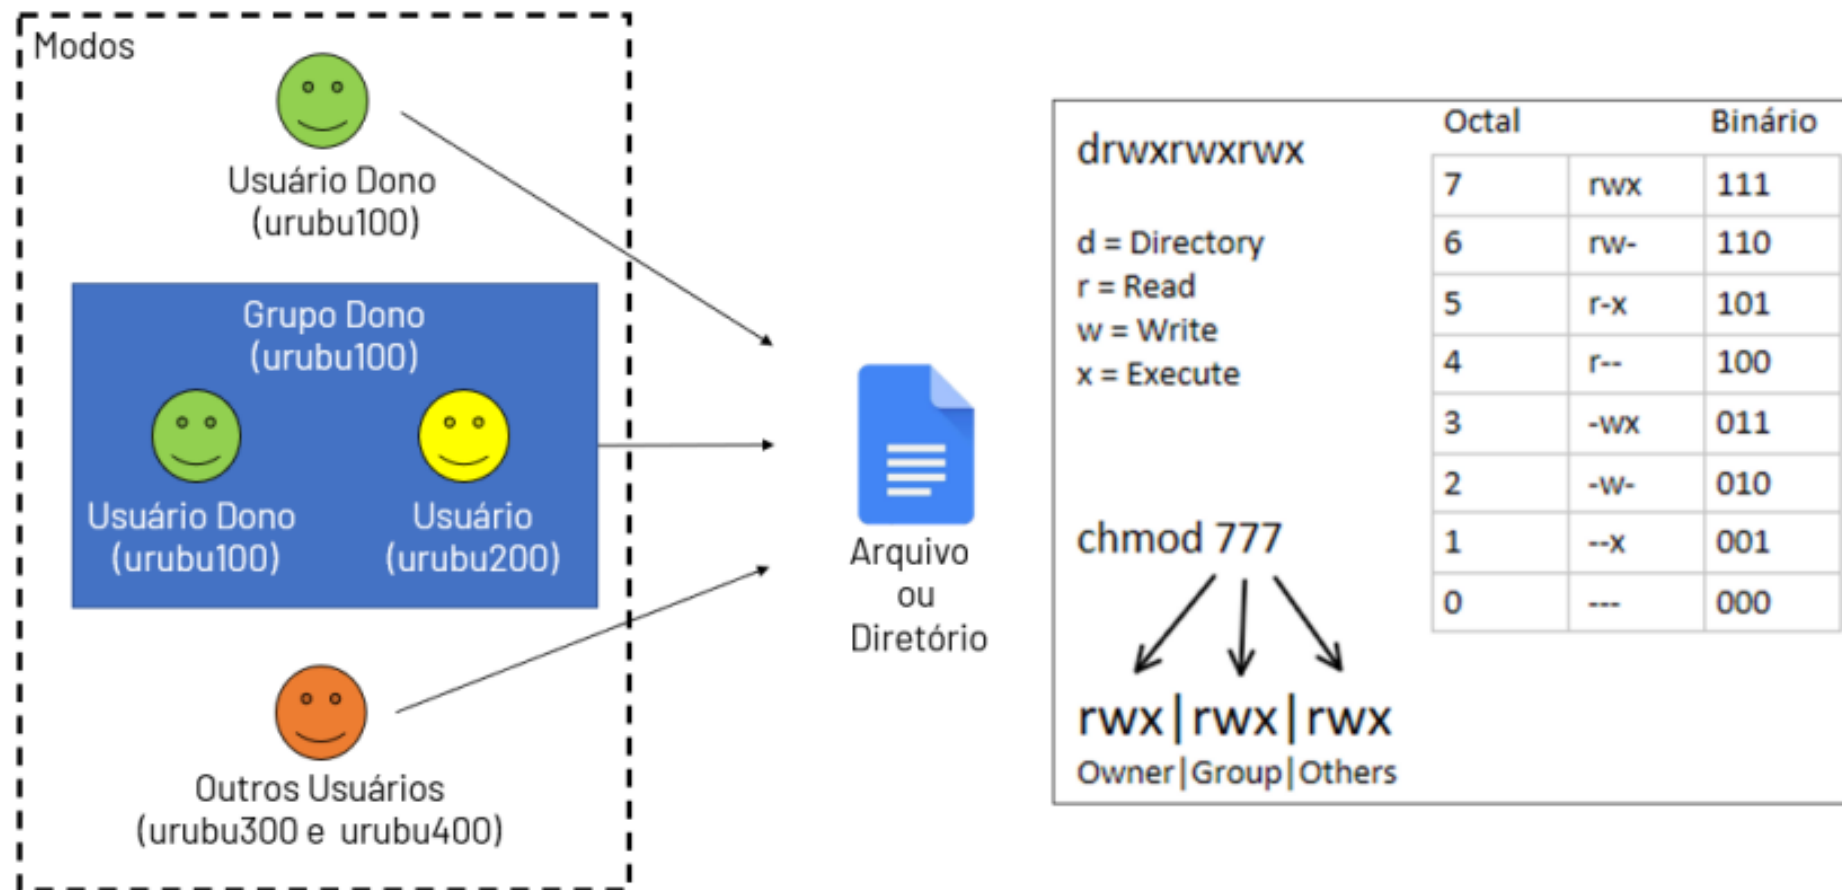 Modos
Usuário Dono
(urubu100)
Grupo Dono
(urubu100)
Usuário Dono
(urubu100)
Usuário
(urubu200)
Outros Usuários
(urubu300 e urubu400)
Arquivo
ou
Diretório
drwxrwxrwx
d = Directory
r = Read
w = Write
x = Execute
chmod 777
rwx|rwx|rwx
Owner|Group|Others
Octal Binário
7 rwx 111
6 rw- 110
5 r-x 101
4 r-- 100
3 -wx 011
2 -w- 010
1 --x 001
0 --- 000